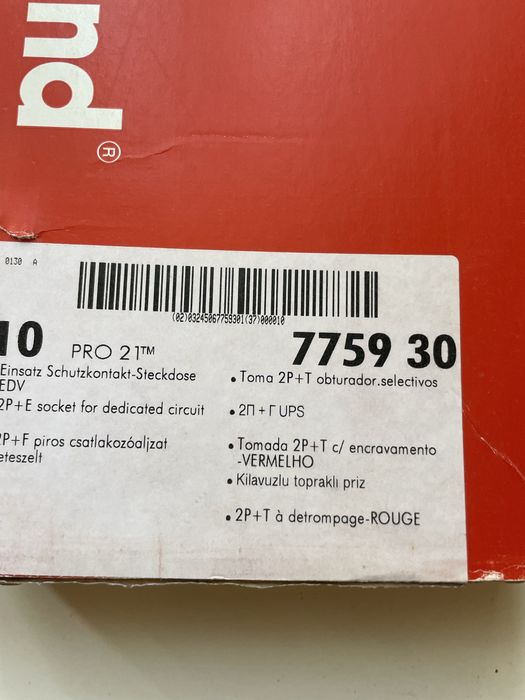 nd
®
0130 A
(02)03245067759301(37)000010
10 PRO 21™ 7759 30
Einsatz Schutzkontakt-Steckdose
EDV
2P+E socket for dedicated circuit
2P+F piros csatlakozóaljzat
eteszelt
• Toma 2P+T obturador.selectivos
• 2Π + Γ UPS
• Tomada 2P+T c/ encravamento
-VERMELHO
• Kilavuzlu topraklı priz
• 2P+T à detrompage-ROUGE